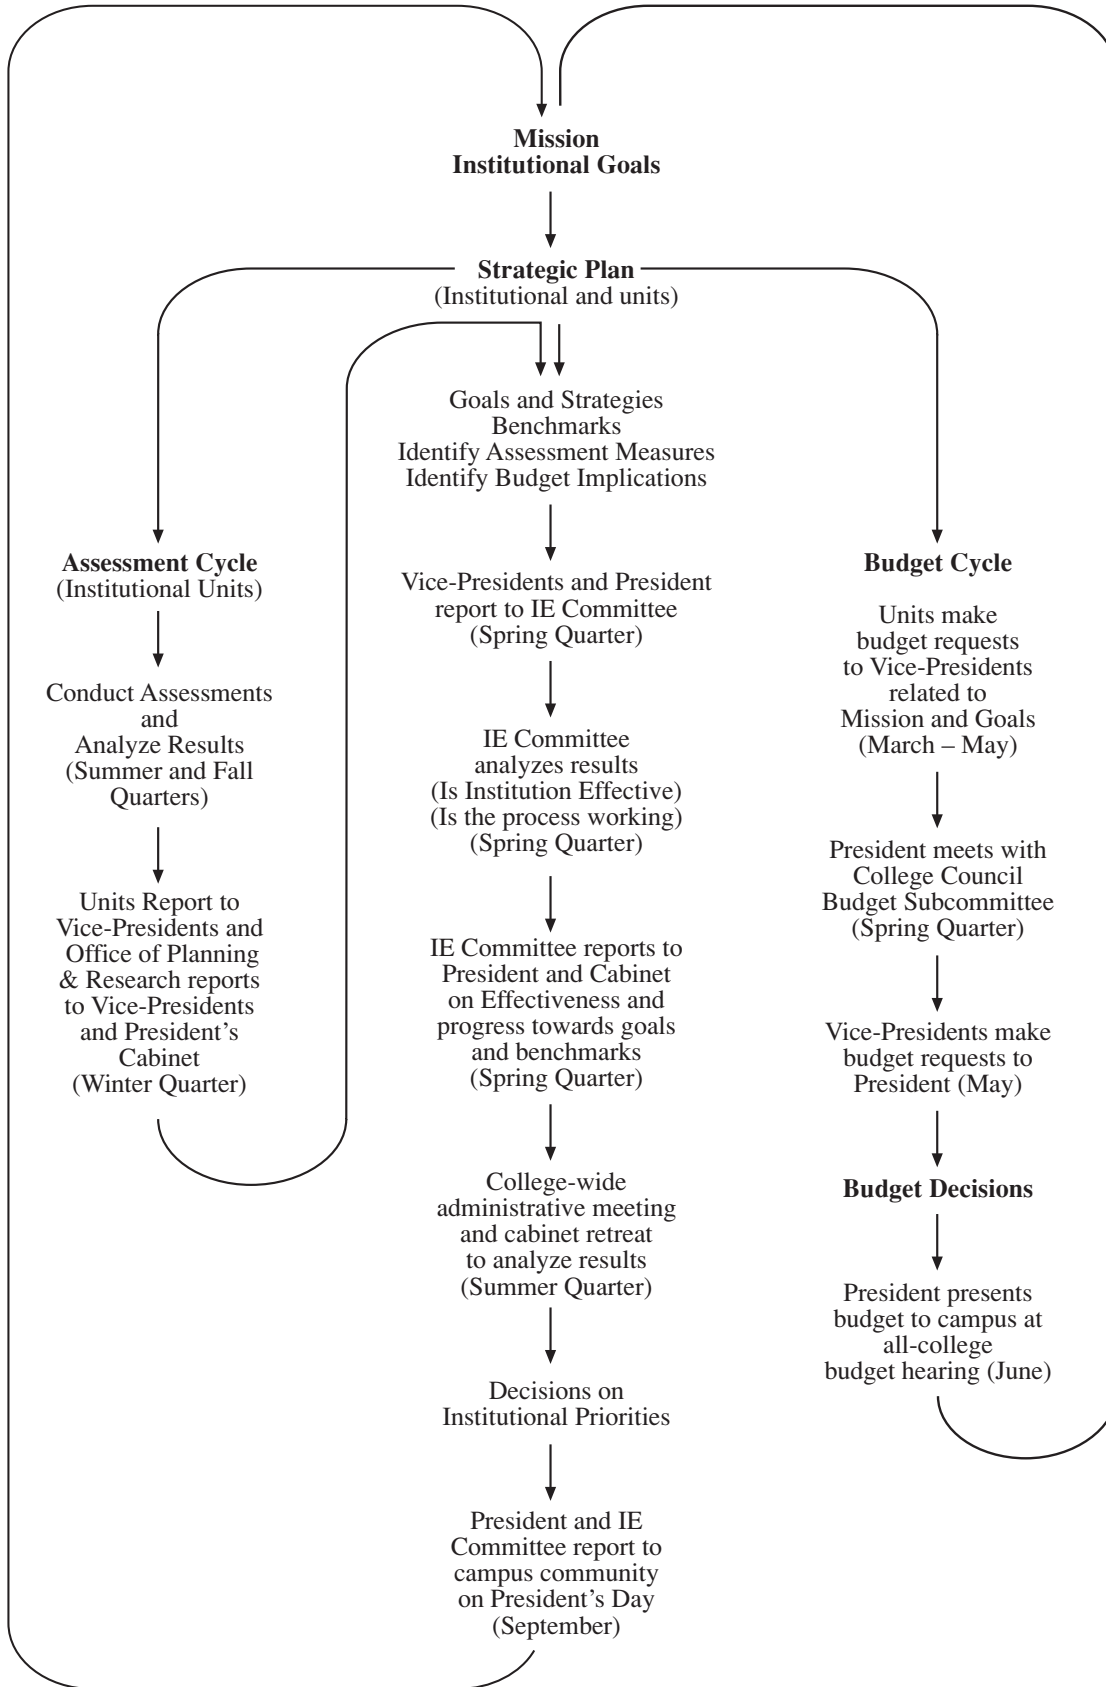 Mission
Institutional Goals
Strategic Plan
(Institutional and units)
Goals and Strategies
Benchmarks
Identify Assessment Measures
Identify Budget Implications
Assessment Cycle
(Institutional Units)
Conduct Assessments
and
Analyze Results
(Summer and Fall
Quarters)
Units Report to
Vice-Presidents and
Office of Planning
& Research reports
to Vice-Presidents
and President’s
Cabinet
(Winter Quarter)
Vice-Presidents and President
report to IE Committee
(Spring Quarter)
IE Committee
analyzes results
(Is Institution Effective)
(Is the process working)
(Spring Quarter)
IE Committee reports to
President and Cabinet
on Effectiveness and
progress towards goals
and benchmarks
(Spring Quarter)
College-wide
administrative meeting
and cabinet retreat
to analyze results
(Summer Quarter)
Decisions on
Institutional Priorities
President and IE
Committee report to
campus community
on President’s Day
(September)
Budget Cycle
Units make
budget requests
to Vice-Presidents
related to
Mission and Goals
(March – May)
President meets with
College Council
Budget Subcommittee
(Spring Quarter)
Vice-Presidents make
budget requests to
President (May)
Budget Decisions
President presents
budget to campus at
all-college
budget hearing (June)